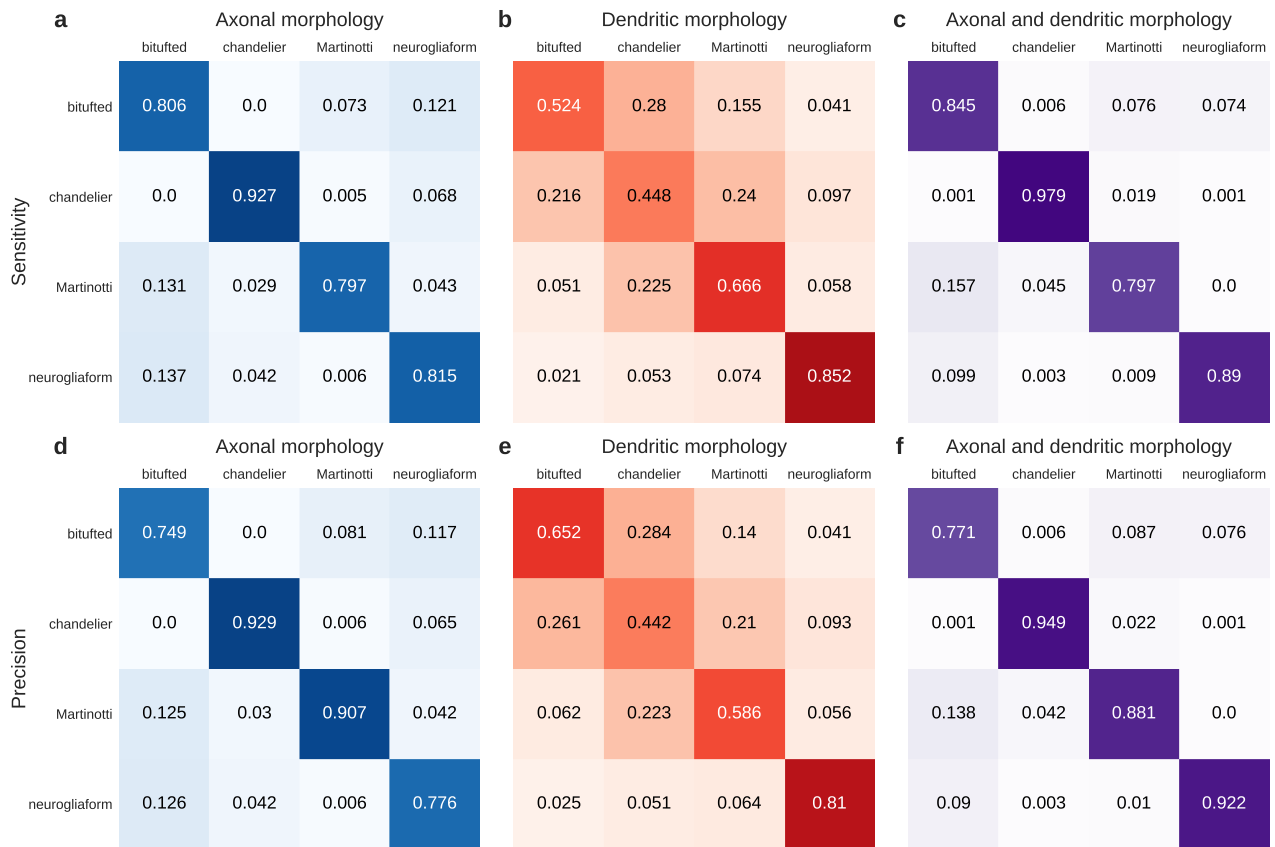 a Axonal morphology b Dendritic morphology c Axonal and dendritic morphology
bitufted chandelier Martinotti neurogliaform bitufted chandelier Martinotti neurogliaform bitufted chandelier Martinotti neurogliaform
bitufted 0.806 0.0 0.073 0.121 0.524 0.28 0.155 0.041 0.845 0.006 0.076 0.074
chandelier 0.0 0.927 0.005 0.068 0.216 0.448 0.24 0.097 0.001 0.979 0.019 0.001
Sensitivity
Martinotti 0.131 0.029 0.797 0.043 0.051 0.225 0.666 0.058 0.157 0.045 0.797 0.0
neurogliaform 0.137 0.042 0.006 0.815 0.021 0.053 0.074 0.852 0.099 0.003 0.009 0.89
d Axonal morphology e Dendritic morphology f Axonal and dendritic morphology
bitufted chandelier Martinotti neurogliaform bitufted chandelier Martinotti neurogliaform bitufted chandelier Martinotti neurogliaform
bitufted 0.749 0.0 0.081 0.117 0.652 0.284 0.14 0.041 0.771 0.006 0.087 0.076
chandelier 0.0 0.929 0.006 0.065 0.261 0.442 0.21 0.093 0.001 0.949 0.022 0.001
Precision
Martinotti 0.125 0.03 0.907 0.042 0.062 0.223 0.586 0.056 0.138 0.042 0.881 0.0
neurogliaform 0.126 0.042 0.006 0.776 0.025 0.051 0.064 0.81 0.09 0.003 0.01 0.922